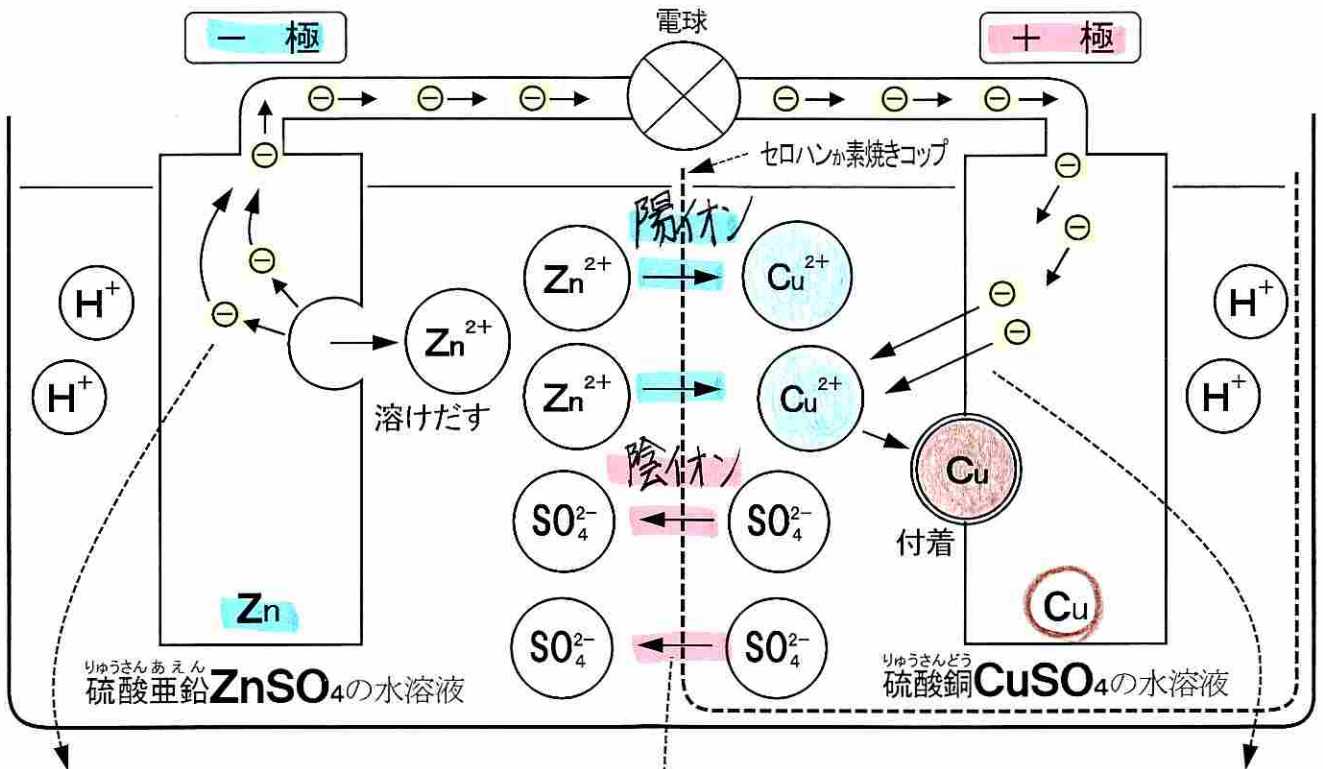 電球
− 極
＋ 極
⊖ ⊖ ⊖ ⊖ ⊖ ⊖
⊖ ⊖
セロハンか素焼きコップ
陽イオン
⊖
Zn²⁺ Cu²⁺
⊖
H⁺ H⁺
⊖ ⊖
⊖
Zn²⁺
Zn²⁺ Cu²⁺
H⁺ H⁺
溶けだす
陰イオン
Cu
SO₄²⁻ SO₄²⁻
付着
Zn Cu
SO₄²⁻ SO₄²⁻
りゅうさんあえん
硫酸亜鉛ZnSO₄の水溶液
りゅうさんどう
硫酸銅CuSO₄の水溶液